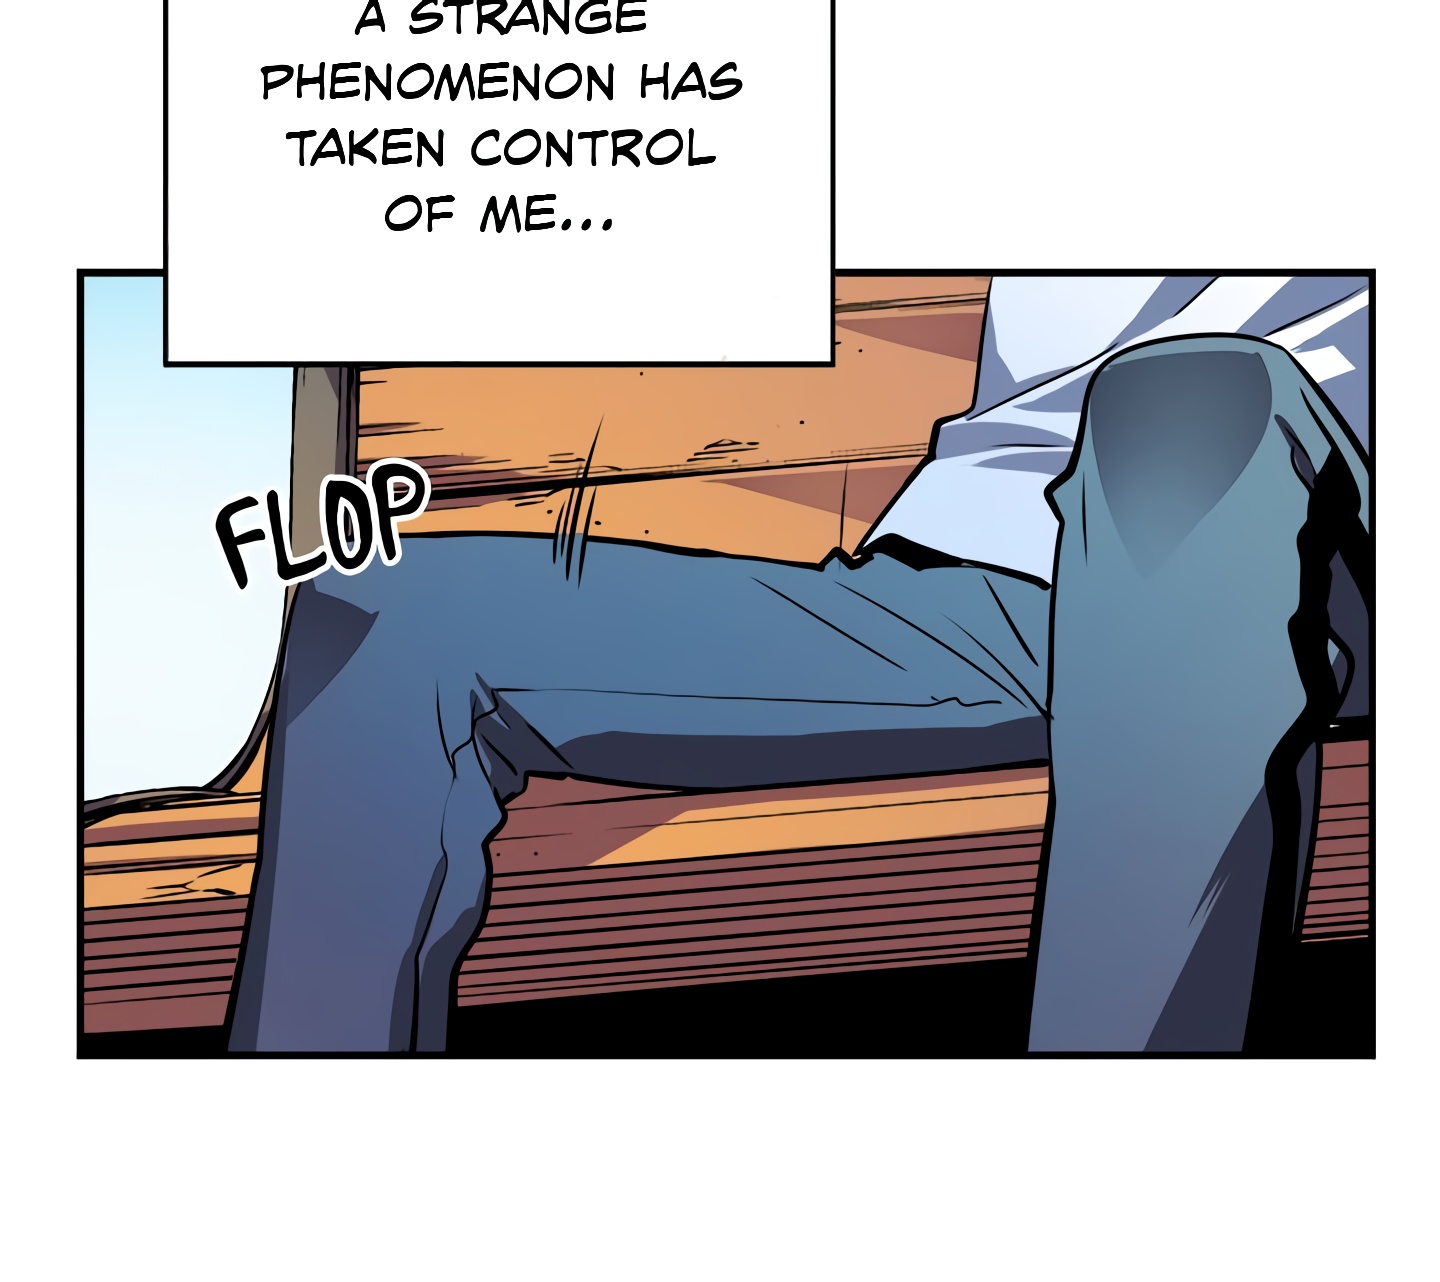 A STRANGE
PHENOMENON HAS
TAKEN CONTROL
OF ME...
FLOP